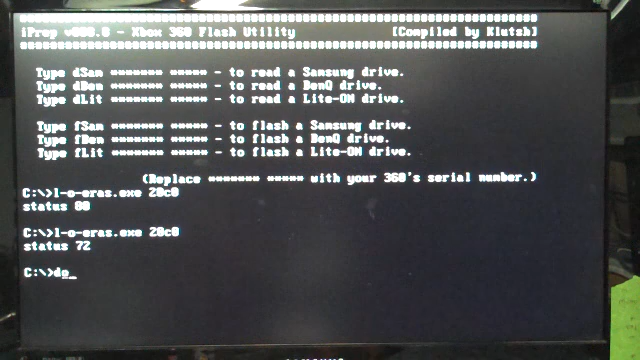 iPrep v000.0 - Xbox 360 Flash Utility [Compiled by Klutsh]
Type dSam ******* ***** - to read a Samsung drive.
Type dBen ******* ***** - to read a BenQ drive.
Type dLit ******* ***** - to read a Lite-ON drive.
Type fSam ******* ***** - to flash a Samsung drive.
Type fBen ******* ***** - to flash a BenQ drive.
Type fLit ******* ***** - to flash a Lite-ON drive.
(Replace ******* ***** with your 360's serial number.)
C:\>l-o-eras.exe 20c0
status 80
C:\>l-o-eras.exe 20c0
status 72
C:\>do_